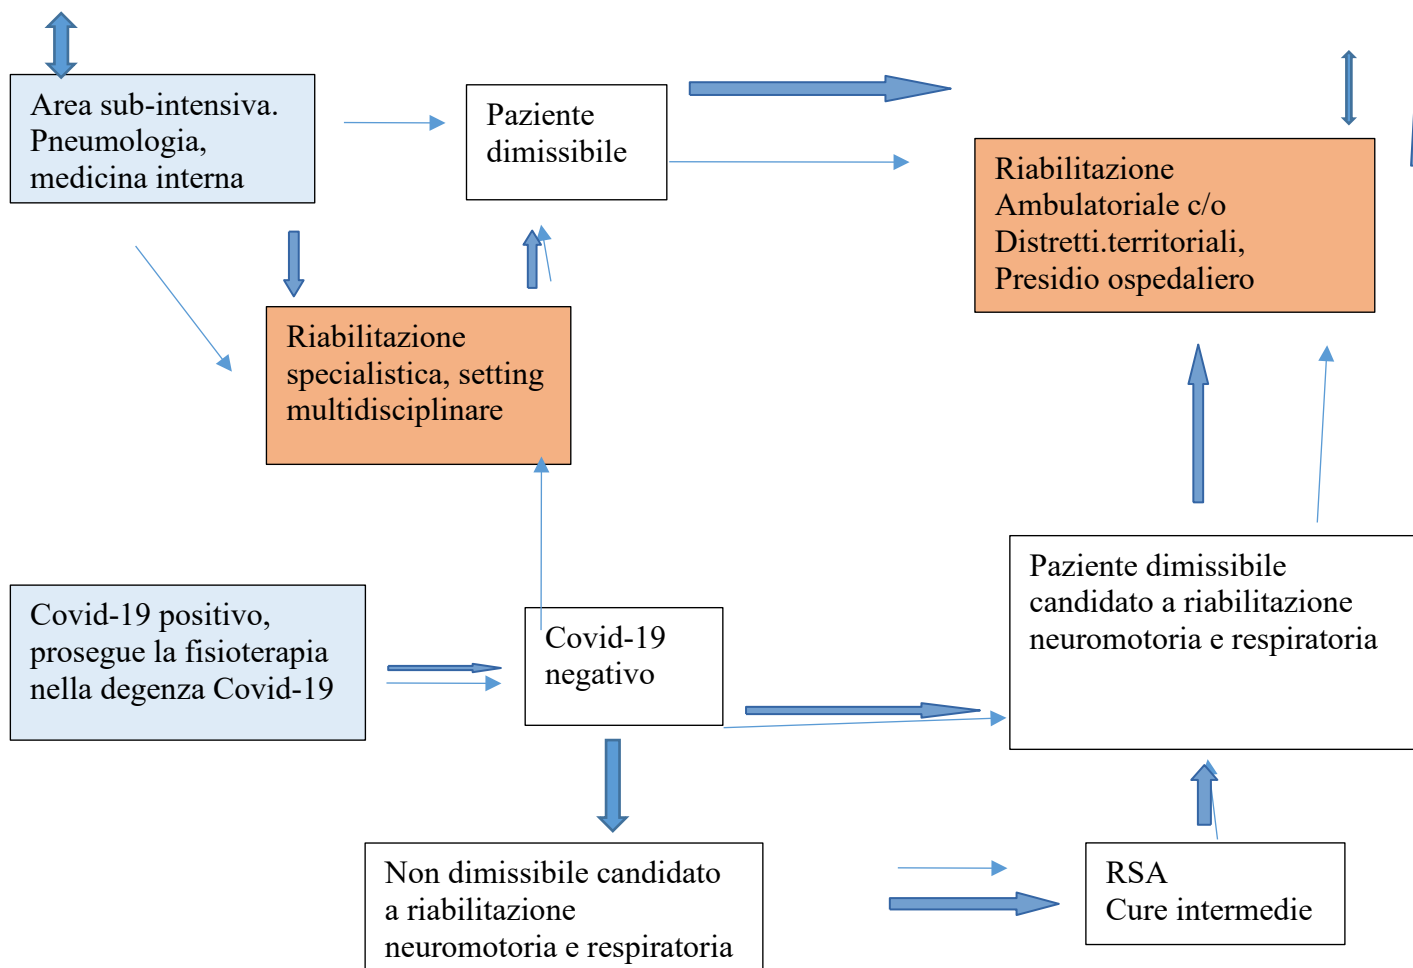 Area sub-intensiva.
Pneumologia,
medicina interna
Paziente
dimissibile
Riabilitazione
Ambulatoriale c/o
Distretti.territoriali,
Presidio ospedaliero
Riabilitazione
specialistica, setting
multidisciplinare
Covid-19 positivo,
prosegue la fisioterapia
nella degenza Covid-19
Covid-19
negativo
Paziente dimissibile
candidato a riabilitazione
neuromotoria e respiratoria
Non dimissibile candidato
a riabilitazione
neuromotoria e respiratoria
RSA
Cure intermedie